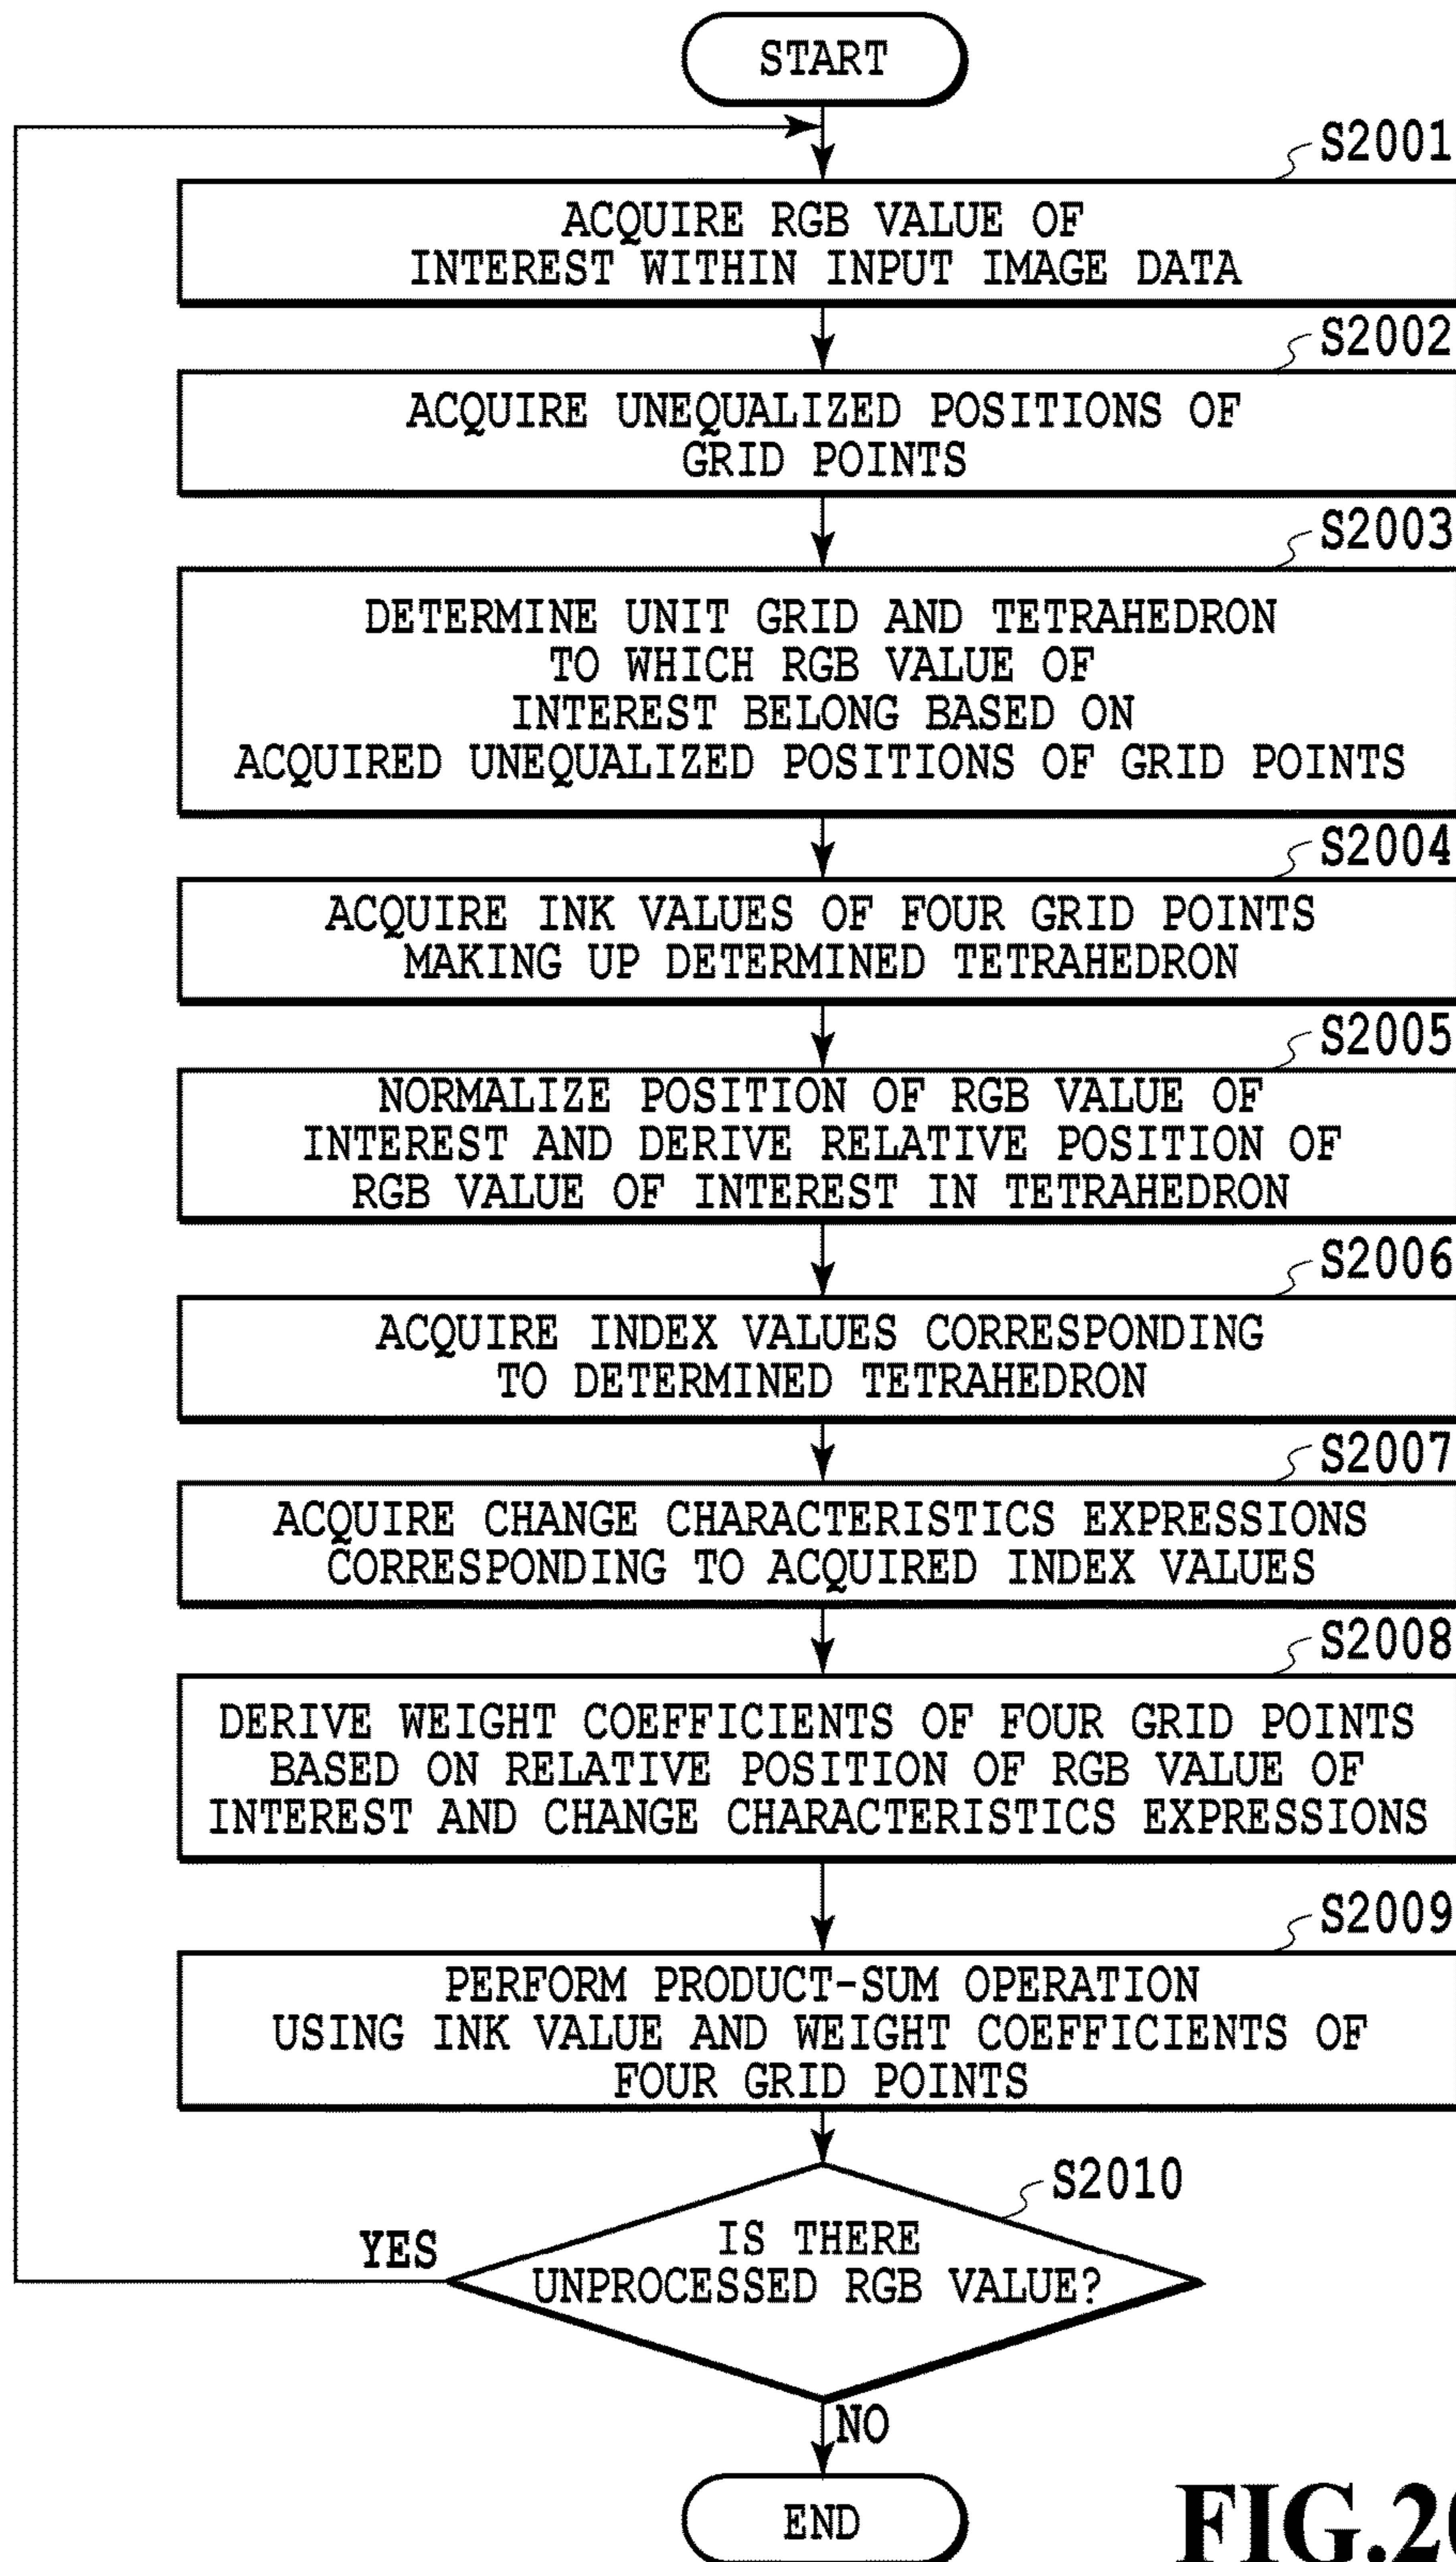 START
S2001
ACQUIRE RGB VALUE OF
INTEREST WITHIN INPUT IMAGE DATA
S2002
ACQUIRE UNEQUALIZED POSITIONS OF
GRID POINTS
S2003
DETERMINE UNIT GRID AND TETRAHEDRON
TO WHICH RGB VALUE OF
INTEREST BELONG BASED ON
ACQUIRED UNEQUALIZED POSITIONS OF GRID POINTS
S2004
ACQUIRE INK VALUES OF FOUR GRID POINTS
MAKING UP DETERMINED TETRAHEDRON
S2005
NORMALIZE POSITION OF RGB VALUE OF
INTEREST AND DERIVE RELATIVE POSITION OF
RGB VALUE OF INTEREST IN TETRAHEDRON
S2006
ACQUIRE INDEX VALUES CORRESPONDING
TO DETERMINED TETRAHEDRON
S2007
ACQUIRE CHANGE CHARACTERISTICS EXPRESSIONS
CORRESPONDING TO ACQUIRED INDEX VALUES
S2008
DERIVE WEIGHT COEFFICIENTS OF FOUR GRID POINTS
BASED ON RELATIVE POSITION OF RGB VALUE OF
INTEREST AND CHANGE CHARACTERISTICS EXPRESSIONS
S2009
PERFORM PRODUCT-SUM OPERATION
USING INK VALUE AND WEIGHT COEFFICIENTS OF
FOUR GRID POINTS
S2010
IS THERE
UNPROCESSED RGB VALUE?
YES
NO
END
FIG.20